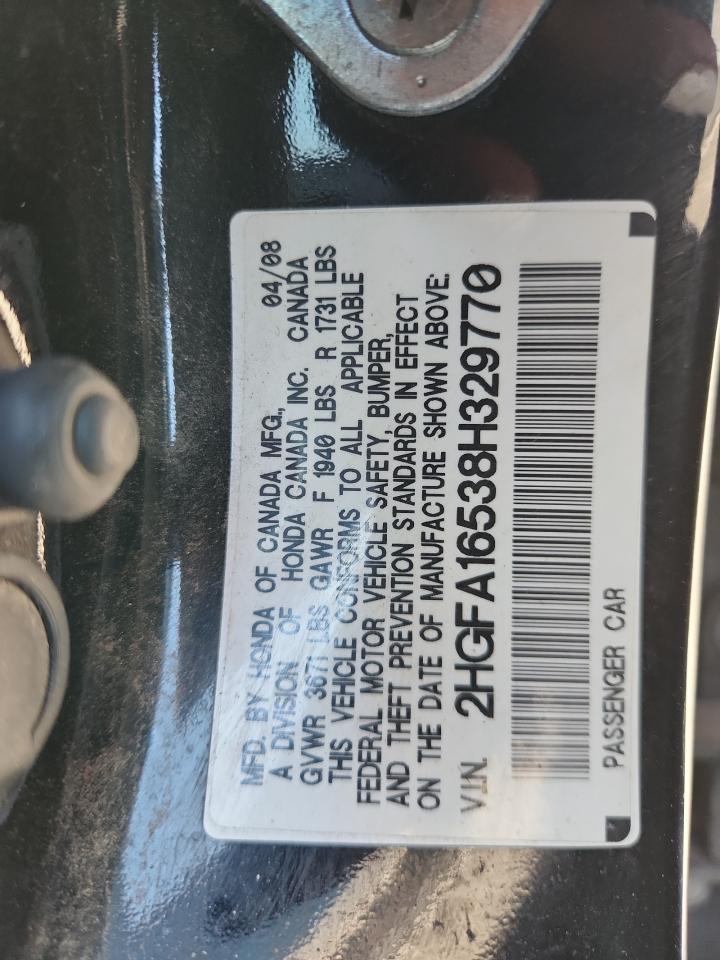 MFD. BY HONDA OF CANADA MFG., 04/08
A DIVISION OF HONDA CANADA INC. CANADA
GVWR 3671 LBS GAWR F 1940 LBS R 1731 LBS
THIS VEHICLE CONFORMS TO ALL APPLICABLE
FEDERAL MOTOR VEHICLE SAFETY, BUMPER,
AND THEFT PREVENTION STANDARDS IN EFFECT
ON THE DATE OF MANUFACTURE SHOWN ABOVE.
V.I.N. 2HGFA16538H329770
PASSENGER CAR